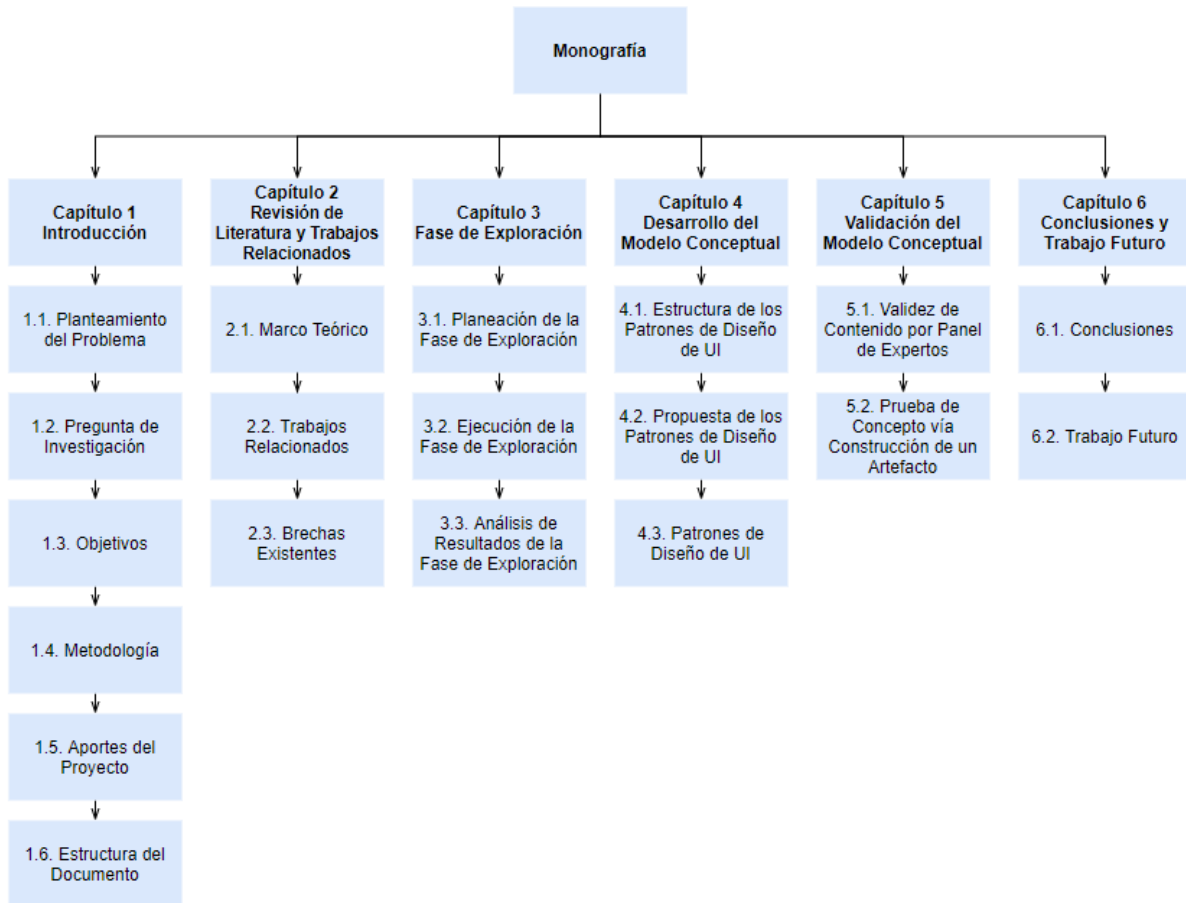 Monografía
Capítulo 1
Introducción
1.1. Planteamiento
del Problema
1.2. Pregunta de
Investigación
1.3. Objetivos
1.4. Metodología
1.5. Aportes del
Proyecto
1.6. Estructura del
Documento
Capítulo 2
Revisión de
Literatura y Trabajos
Relacionados
2.1. Marco Teórico
2.2. Trabajos
Relacionados
2.3. Brechas
Existentes
Capítulo 3
Fase de Exploración
3.1. Planeación de la
Fase de Exploración
3.2. Ejecución de la
Fase de Exploración
3.3. Análisis de
Resultados de la
Fase de Exploración
Capítulo 4
Desarrollo del
Modelo Conceptual
4.1. Estructura de los
Patrones de Diseño
de UI
4.2. Propuesta de los
Patrones de Diseño
de UI
4.3. Patrones de
Diseño de UI
Capítulo 5
Validación del
Modelo Conceptual
5.1. Validez de
Contenido por Panel
de Expertos
5.2. Prueba de
Concepto vía
Construcción de un
Artefacto
Capítulo 6
Conclusiones y
Trabajo Futuro
6.1. Conclusiones
6.2. Trabajo Futuro